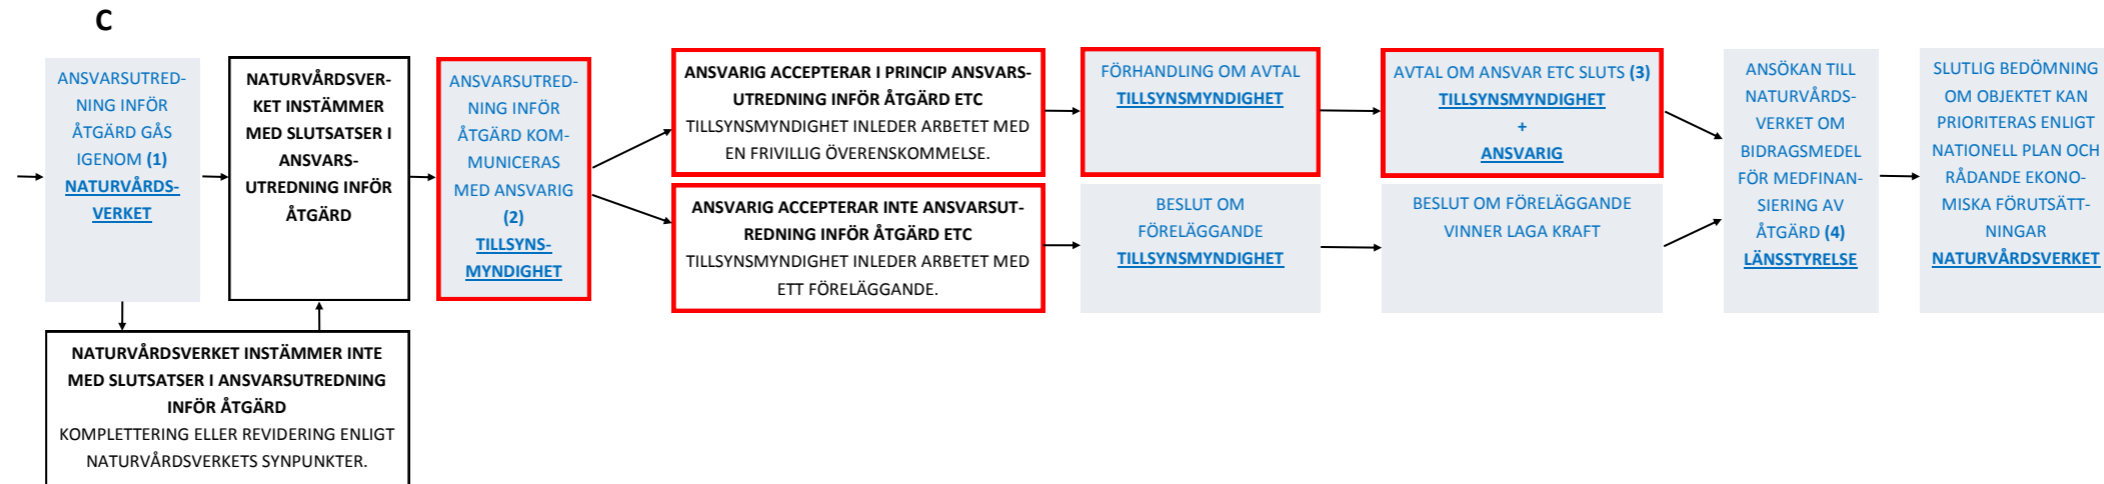 C
ANSVARSUTRED-
NING INFÖR
ÅTGÄRD GÅS
IGENOM (1)
NATURVÅRDS-
VERKET
NATURVÅRDSVER-
KET INSTÄMMER
MED SLUTSATSER I
ANSVARS-
UTREDNING INFÖR
ÅTGÄRD
NATURVÅRDSVERKET INSTÄMMER INTE
MED SLUTSATSER I ANSVARSUTREDNING
INFÖR ÅTGÄRD
KOMPLETTERING ELLER REVIDERING ENLIGT
NATURVÅRDSVERKETS SYNPUNKTER.
ANSVARSUTRED-
NING INFÖR
ÅTGÄRD KOM-
MUNICERAS
MED ANSVARIG
(2)
TILLSYNS-
MYNDIGHET
ANSVARIG ACCEPTERAR I PRINCIP ANSVARS-
UTREDNING INFÖR ÅTGÄRD ETC
TILLSYNSMYNDIGHET INLEDER ARBETET MED
EN FRIVILLIG ÖVERENSKOMMELSE.
ANSVARIG ACCEPTERAR INTE ANSVARSUT-
REDNING INFÖR ÅTGÄRD ETC
TILLSYNSMYNDIGHET INLEDER ARBETET MED
ETT FÖRELÄGGANDE.
FÖRHANDLING OM AVTAL
TILLSYNSMYNDIGHET
BESLUT OM
FÖRELÄGGANDE
TILLSYNSMYNDIGHET
AVTAL OM ANSVAR ETC SLUTS (3)
TILLSYNSMYNDIGHET
+
ANSVARIG
BESLUT OM FÖRELÄGGANDE
VINNER LAGA KRAFT
ANSÖKAN TILL
NATURVÅRDS-
VERKET OM
BIDRAGSMEDEL
FÖR MEDFINAN-
SIERING AV
ÅTGÄRD (4)
LÄNSSTYRELSE
SLUTLIG BEDÖMNING
OM OBJEKTET KAN
PRIORITERAS ENLIGT
NATIONELL PLAN OCH
RÅDANDE EKONO-
MISKA FÖRUTSÄTT-
NINGAR
NATURVÅRDSVERKET